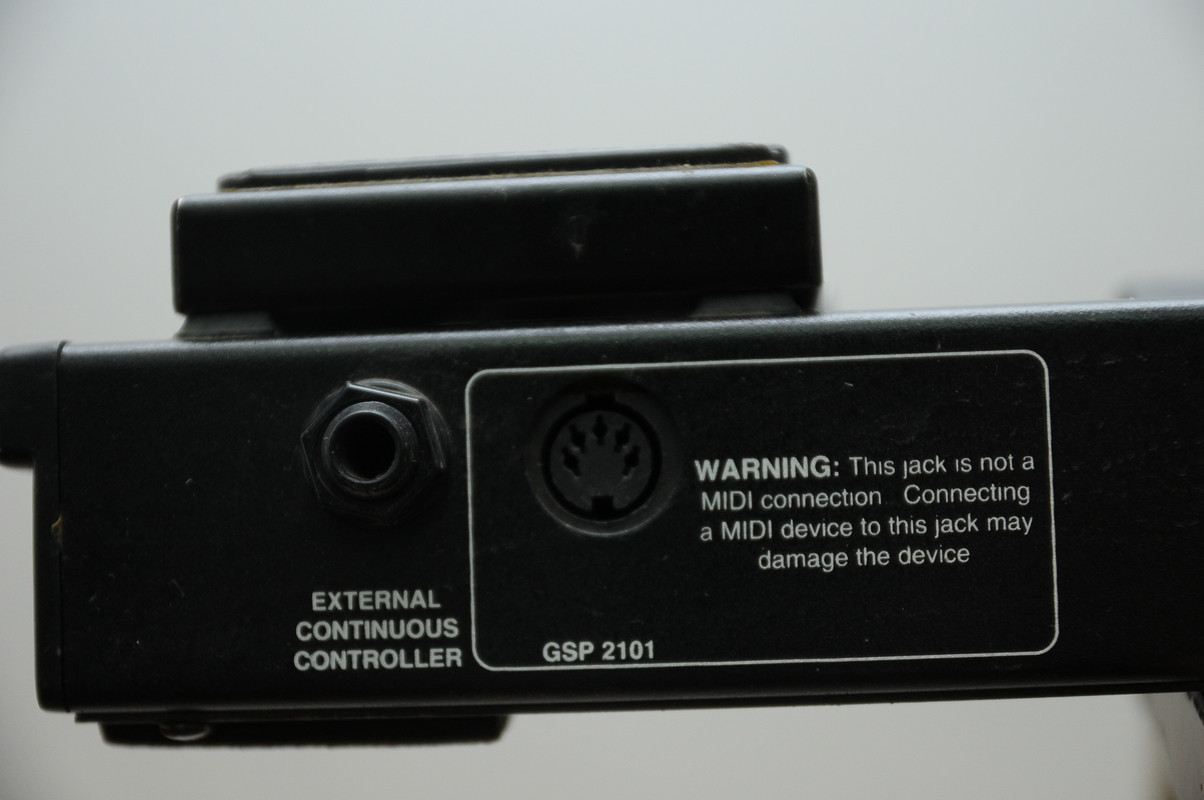 WARNING: This jack is not a
MIDI connection Connecting
a MIDI device to this jack may
damage the device
EXTERNAL
CONTINUOUS
CONTROLLER
GSP 2101